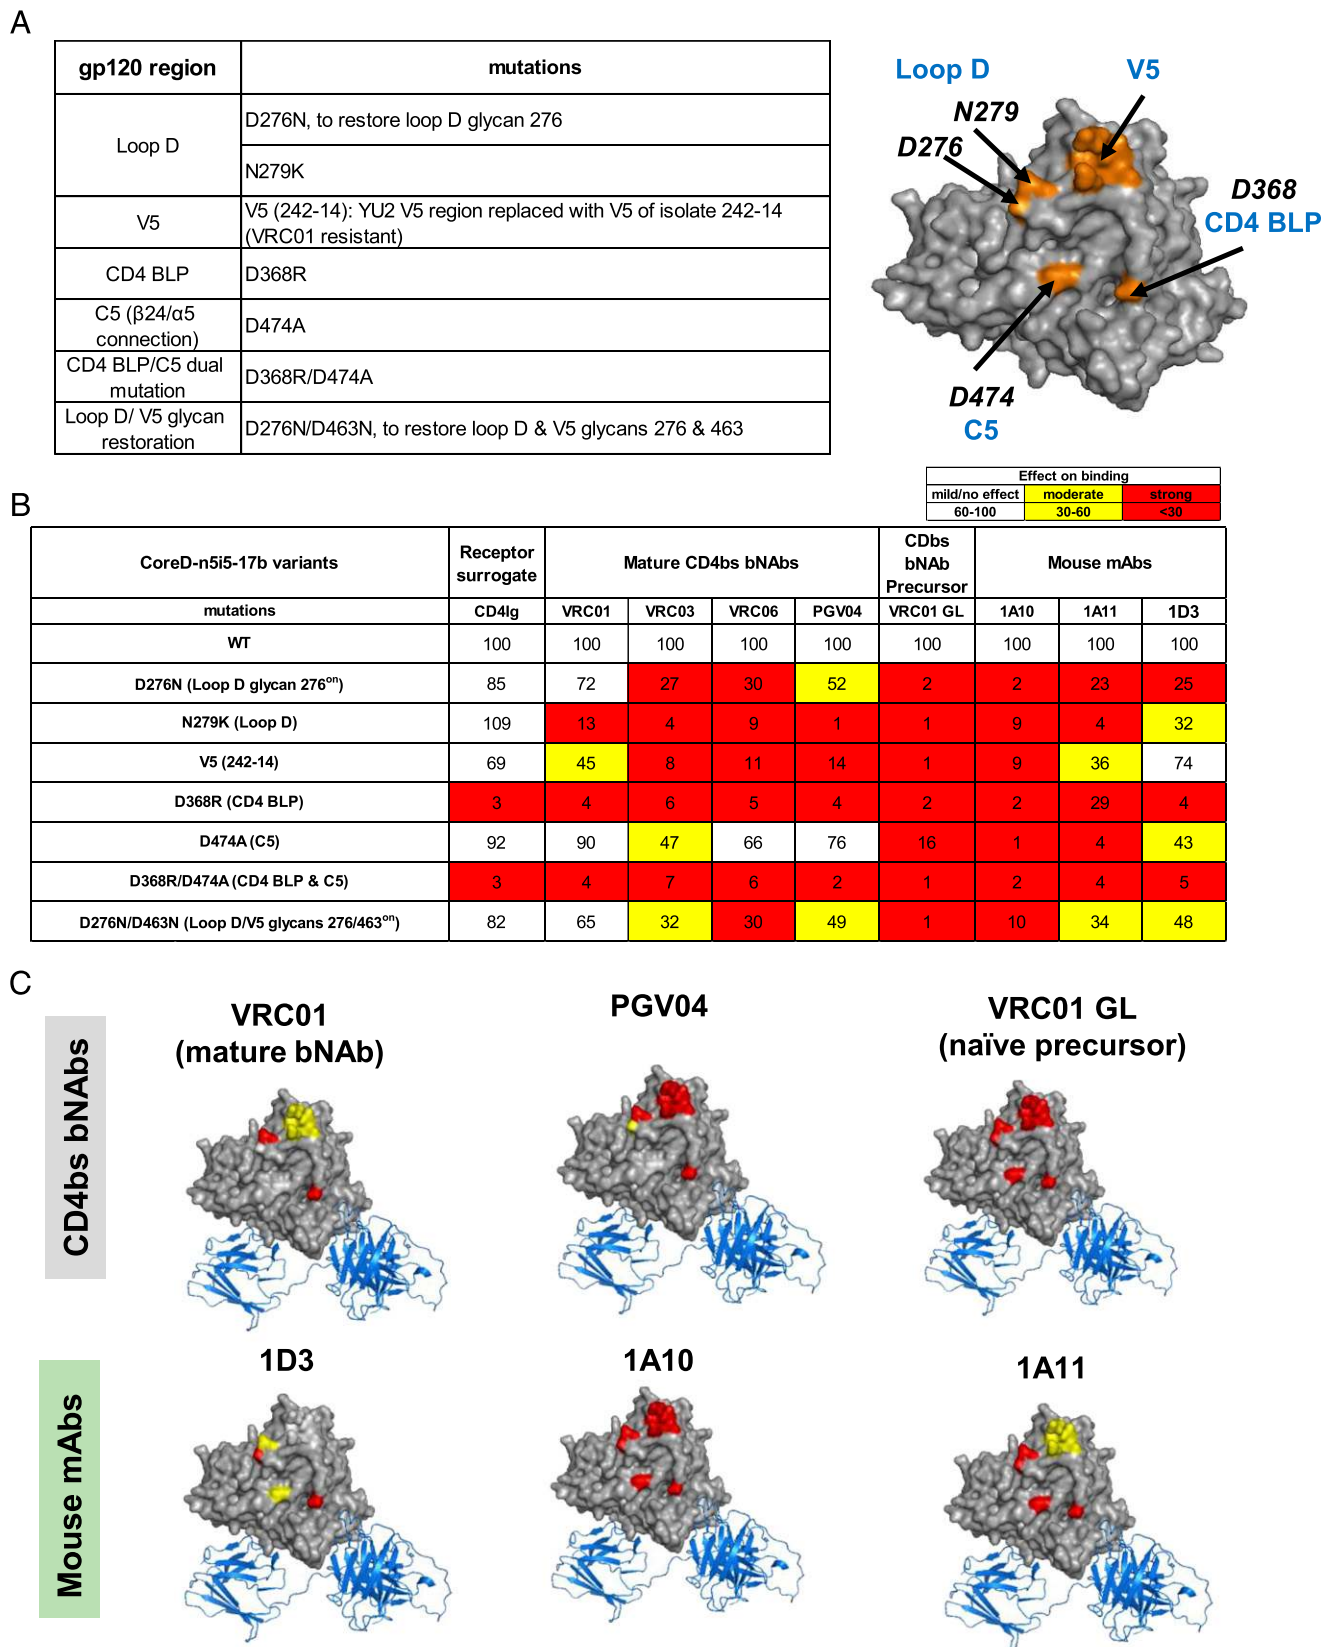 A
gp120 region mutations
Loop D
D276N, to restore loop D glycan 276
N279K
V5
V5 (242-14): YU2 V5 region replaced with V5 of isolate 242-14
(VRC01 resistant)
CD4 BLP D368R
C5 (β24/α5
connection)
D474A
CD4 BLP/C5 dual
mutation
D368R/D474A
Loop D/ V5 glycan
restoration
D276N/D463N, to restore loop D & V5 glycans 276 & 463
Loop D
V5
N279
D276
D368
CD4 BLP
D474
C5
Effect on binding
mild/no effect moderate strong
60-100 30-60 <30
B
CoreD-n5i5-17b variants
Receptor
surrogate
Mature CD4bs bNAbs
CDbs
bNAb
Precursor
Mouse mAbs
mutations CD4Ig VRC01 VRC03 VRC06 PGV04 VRC01 GL 1A10 1A11 1D3
WT 100 100 100 100 100 100 100 100 100
D276N (Loop D glycan 276on) 85 72 27 30 52 2 2 23 25
N279K (Loop D) 109 13 4 9 1 1 9 4 32
V5 (242-14) 69 45 8 11 14 1 9 36 74
D368R (CD4 BLP) 3 4 6 5 4 2 2 29 4
D474A (C5) 92 90 47 66 76 16 1 4 43
D368R/D474A (CD4 BLP & C5) 3 4 7 6 2 1 2 4 5
D276N/D463N (Loop D/V5 glycans 276/463on) 82 65 32 30 49 1 10 34 48
C
CD4bs bNAbs
VRC01
(mature bNAb)
PGV04
VRC01 GL
(naïve precursor)
Mouse mAbs
1D3
1A10
1A11